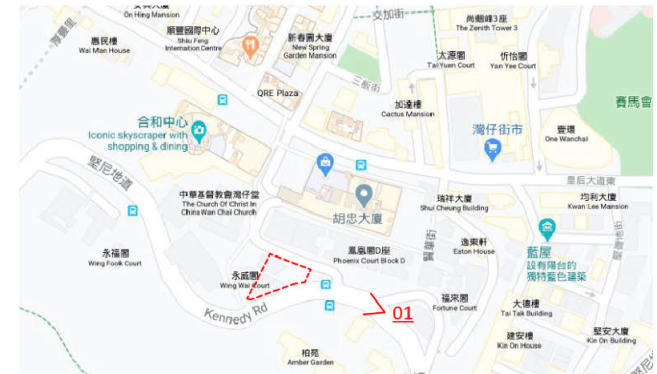 On Hing Mansion
交加街
尚翹峰3座
The Zenith Tower 3
順豐國際中心
Shiu Feng
Internation Centre
新春園大廈
New Spring
Garden Mansion
惠民樓
Wai Man House
太源閣
Tai Yuen Court
忻怡閣
Yan Yee Court
三板街
QRE Plaza
加達樓
Cactus Mansion
賽馬會
合和中心
Iconic skyscraper with
shopping & dining
灣仔街市
壹環
One Wanchai
堅尼地道
皇后大道東
中華基督教會灣仔堂
The Church Of Christ In
China Wan Chai Church
胡忠大廈
瑞祥大廈
Shui Cheung Building
均利大廈
Kwan Lee Mansion
永福閣
Wing Fook Court
鳳凰閣D座
Phoenix Court Block D
逸東軒
Eaton House
藍屋
設有陽台的
獨特藍色建築
永威閣
Wing Wai Court
Kennedy Rd
01
福來閣
Fortune Court
大德樓
Tai Tak Building
建安樓
Kin On House
堅安大廈
Kin On Building
柏苑
Amber Garden